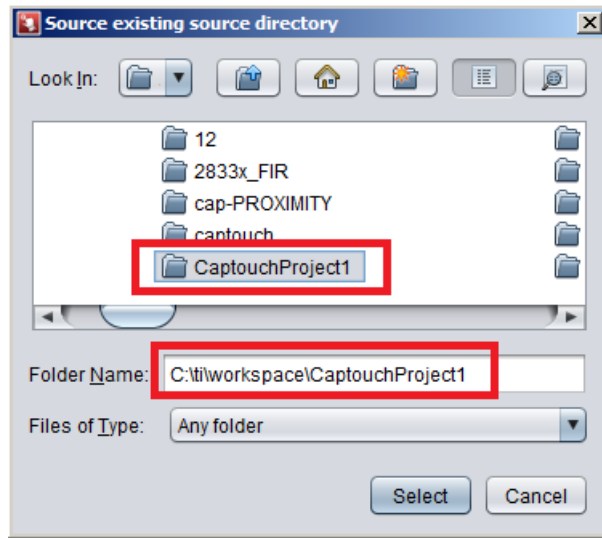 Source existing source directory
Look In:
12
2833x_FIR
cap-PROXIMITY
captouch
CaptouchProject1
Folder Name: C:\ti\workspace\CaptouchProject1
Files of Type: Any folder
Select Cancel